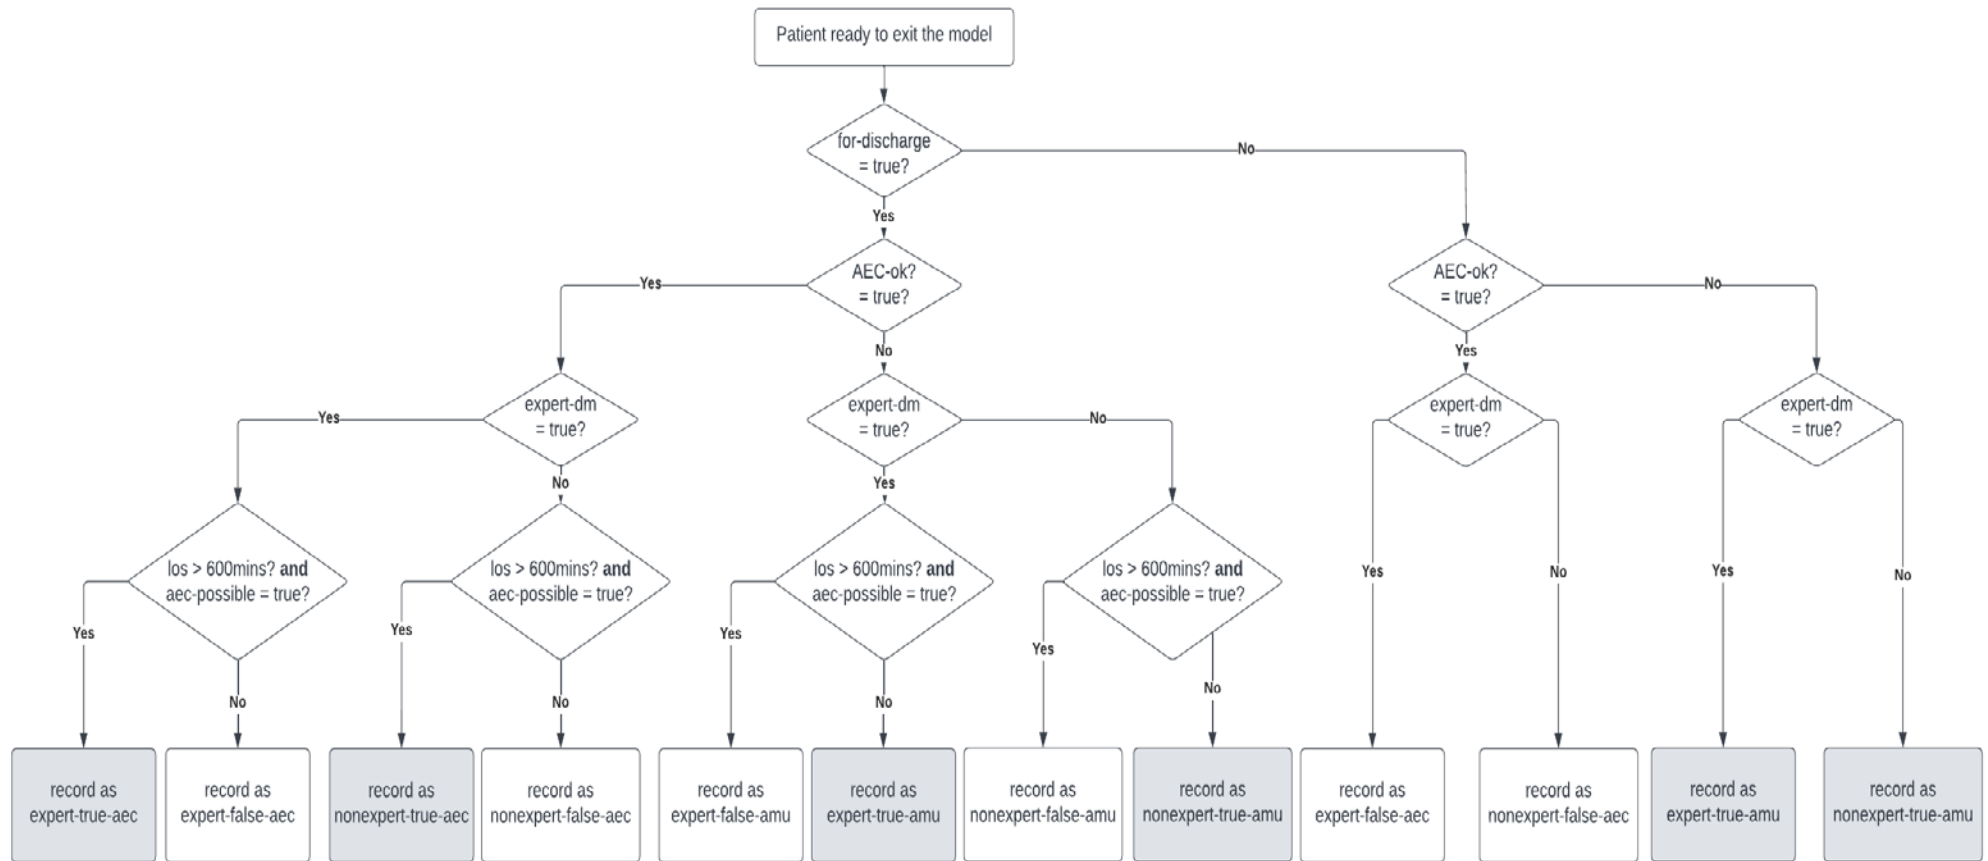 Patient ready to exit the model
for-discharge
= true?
No
Yes
AEC-ok?
= true?
AEC-ok?
= true?
Yes
No
No
Yes
expert-dm
= true?
expert-dm
= true?
expert-dm
= true?
expert-dm
= true?
Yes
No
No
Yes
los > 600mins? and
aec-possible = true?
los > 600mins? and
aec-possible = true?
los > 600mins? and
aec-possible = true?
los > 600mins? and
aec-possible = true?
Yes
No
Yes
No
Yes
Yes
Yes
Yes
No
No
No
No
record as
expert-true-aec
record as
expert-false-aec
record as
nonexpert-true-aec
record as
nonexpert-false-aec
record as
expert-false-amu
record as
expert-true-amu
record as
nonexpert-false-amu
record as
nonexpert-true-amu
record as
expert-false-aec
record as
nonexpert-false-aec
record as
expert-true-amu
record as
nonexpert-true-amu